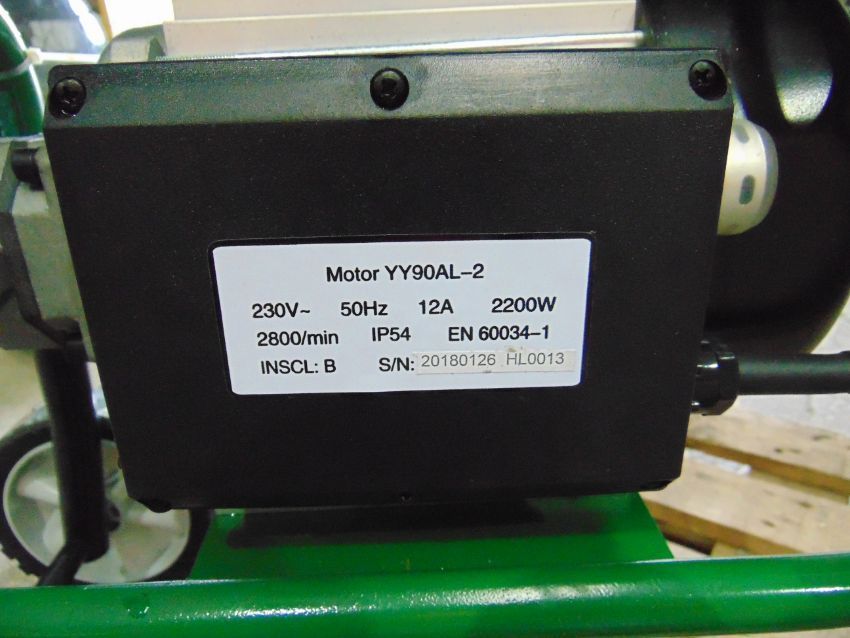 Motor YY90AL-2
230V~ 50Hz 12A 2200W
2800/min IP54 EN 60034-1
INSCL: B S/N: 20180126 HL0013